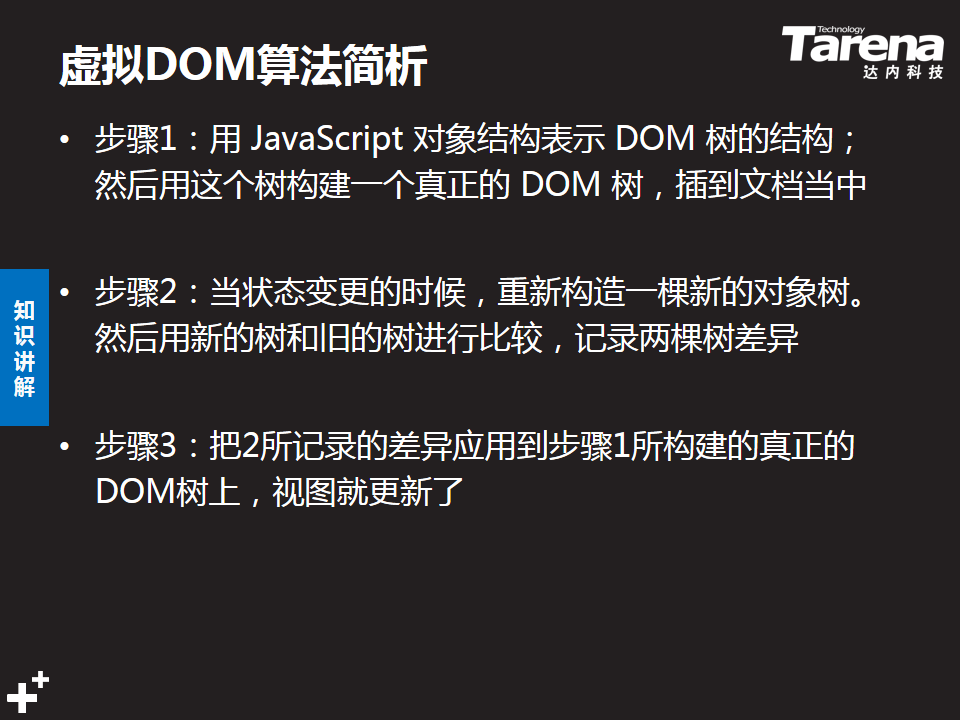 虚拟DOM算法简析
Technology
Tarena
达内科技
• 步骤1：用 JavaScript 对象结构表示 DOM 树的结构；
然后用这个树构建一个真正的 DOM 树，插到文档当中
• 步骤2：当状态变更的时候，重新构造一棵新的对象树。
然后用新的树和旧的树进行比较，记录两棵树差异
• 步骤3：把2所记录的差异应用到步骤1所构建的真正的
DOM树上，视图就更新了
知
识
讲
解